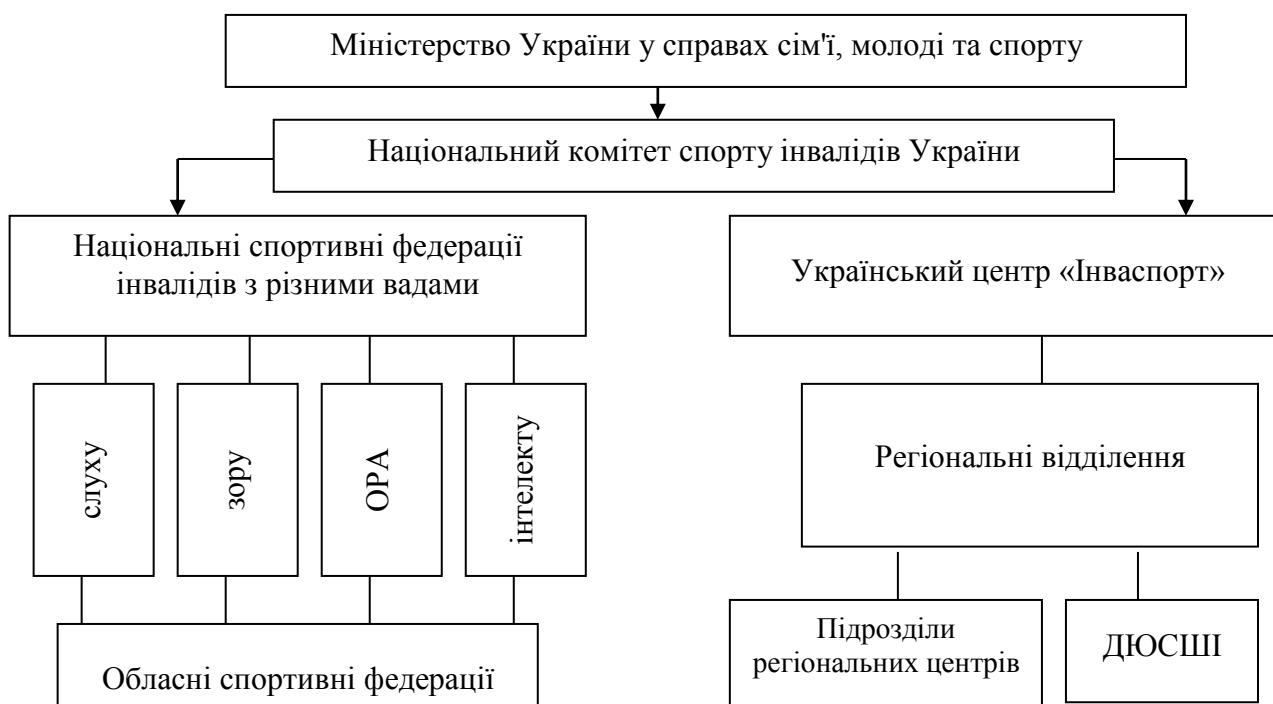 Міністерство України у справах сім'ї, молоді та спорту
Національний комітет спорту інвалідів України
Національні спортивні федерації
інвалідів з різними вадами
Український центр «Інваспорт»
слуху
зору
ОРА
інтелекту
Регіональні відділення
Підрозділи
регіональних центрів
ДЮСШІ
Обласні спортивні федерації